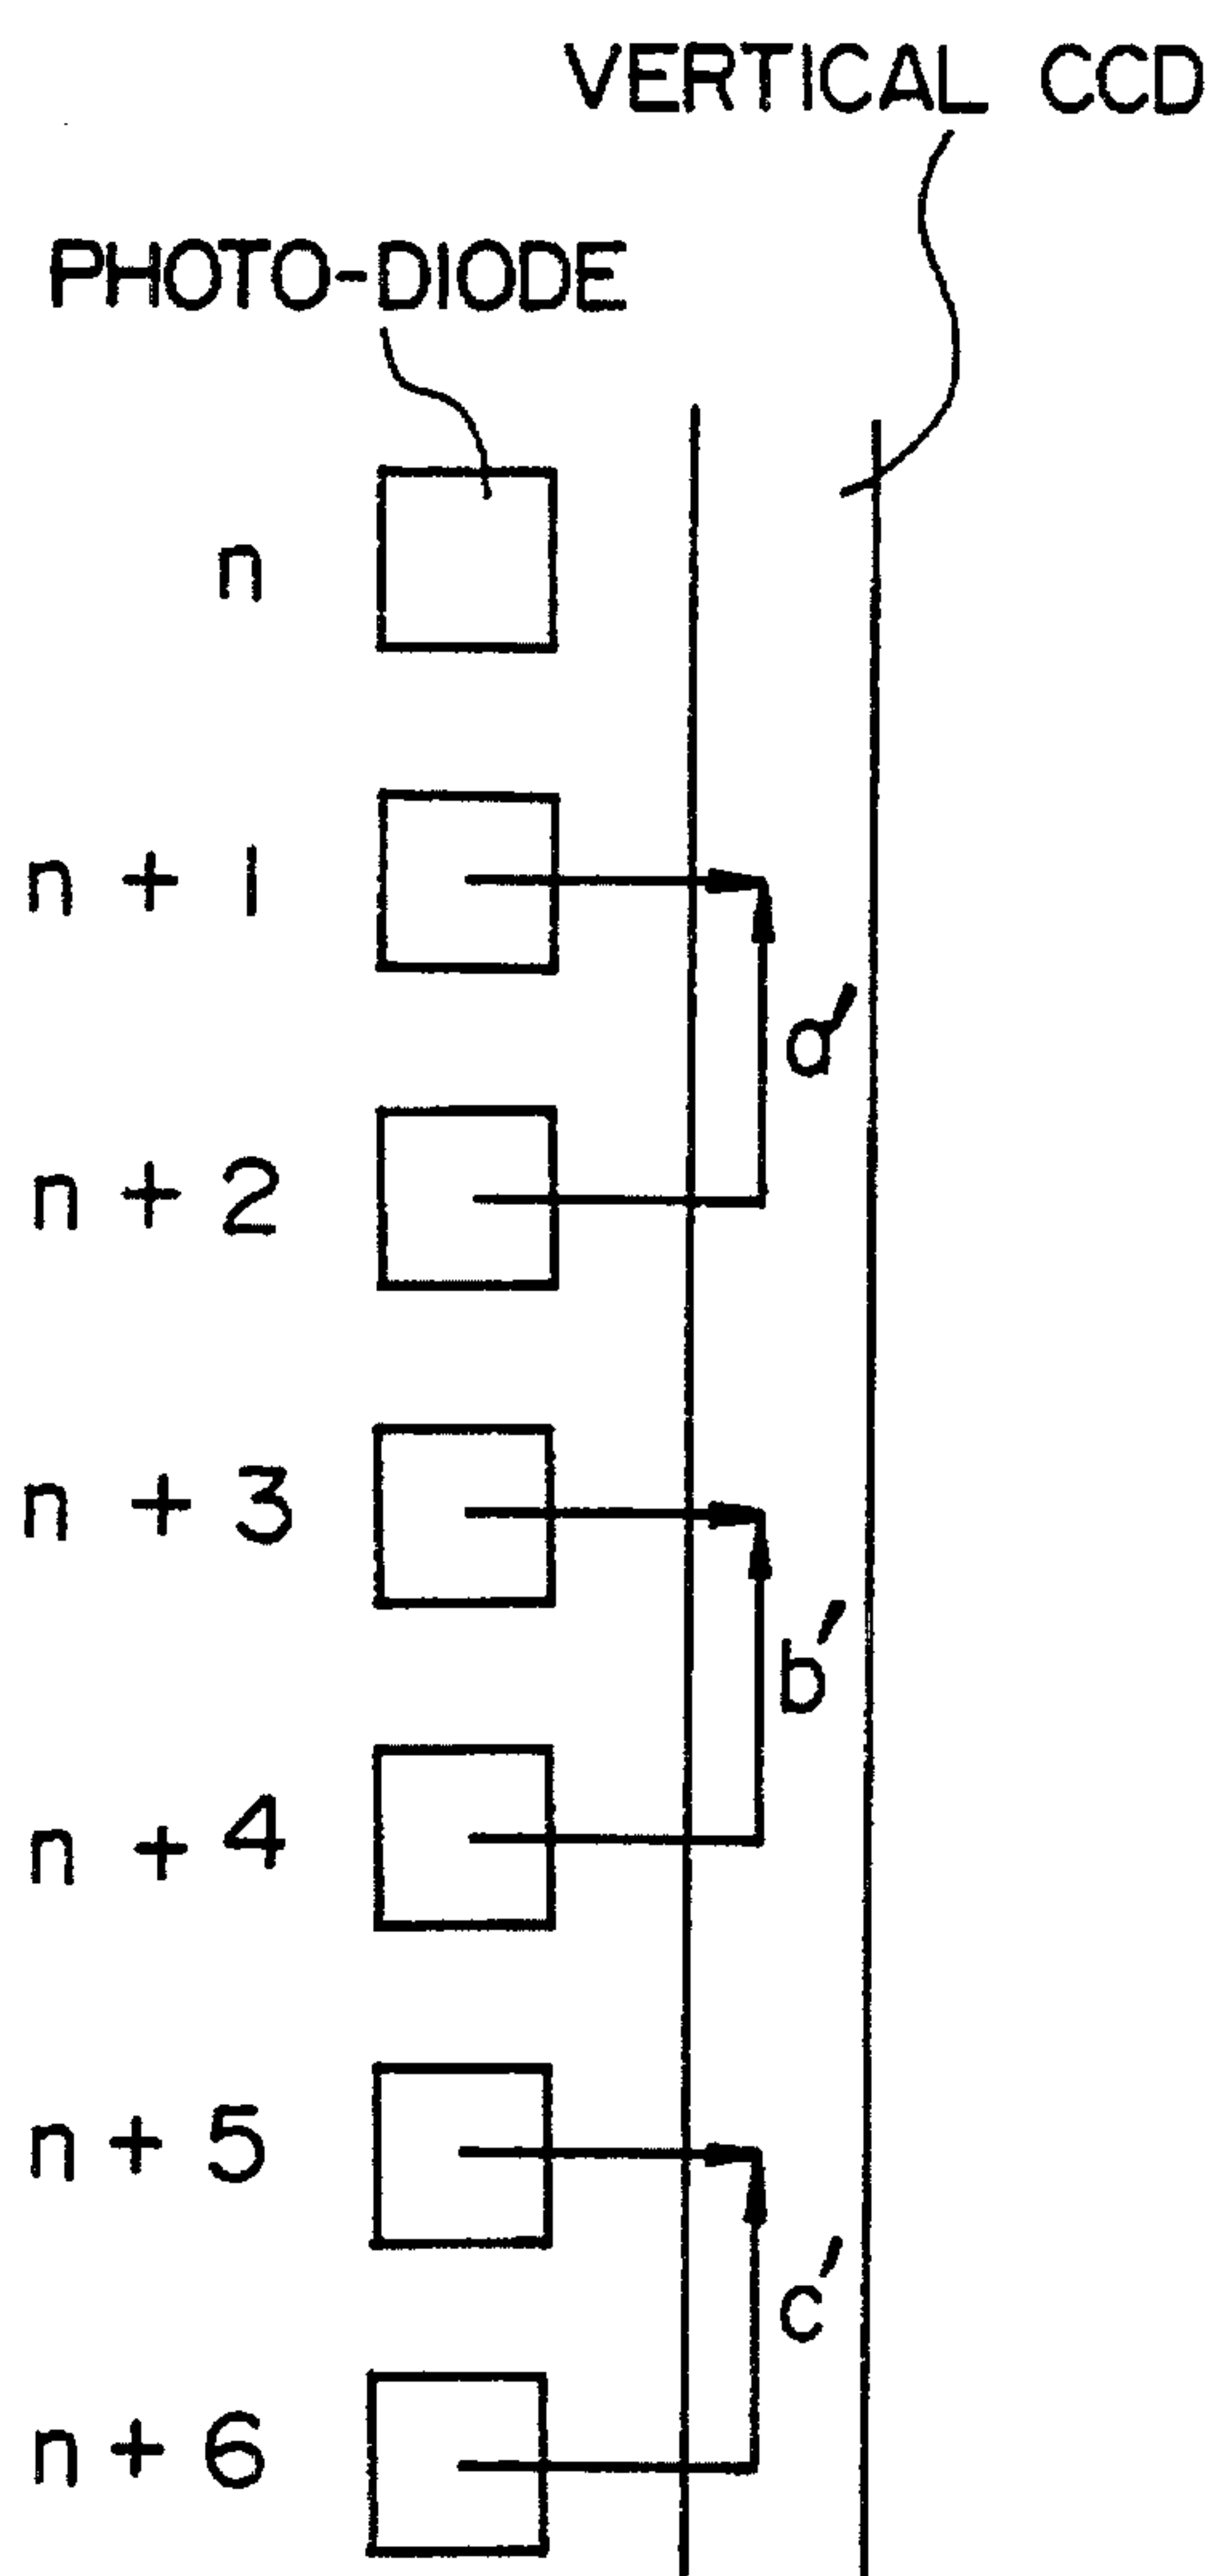 VERTICAL CCD
PHOTO-DIODE
n
n + 1
a'
n + 2
n + 3
b'
n + 4
n + 5
c'
n + 6